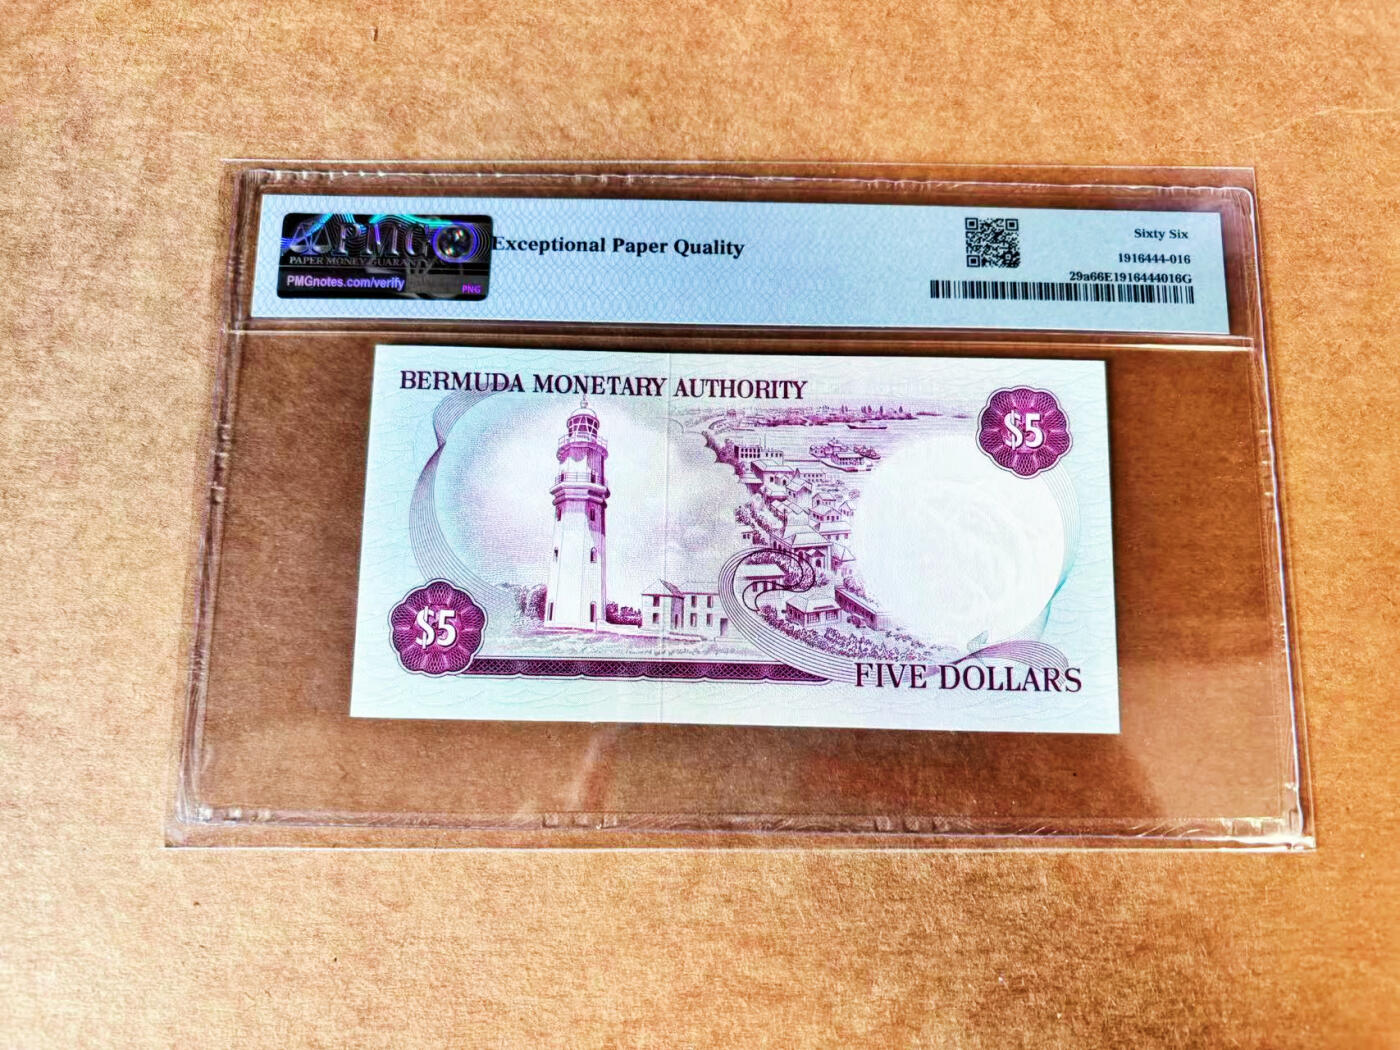 PMG
PAPER MONEY GUARANTY
PMGnotes.com/verify
PNG
Exceptional Paper Quality
Sixty Six
1916444-016
29a66E1916444016G
BERMUDA MONETARY AUTHORITY
$5
$5
FIVE DOLLARS